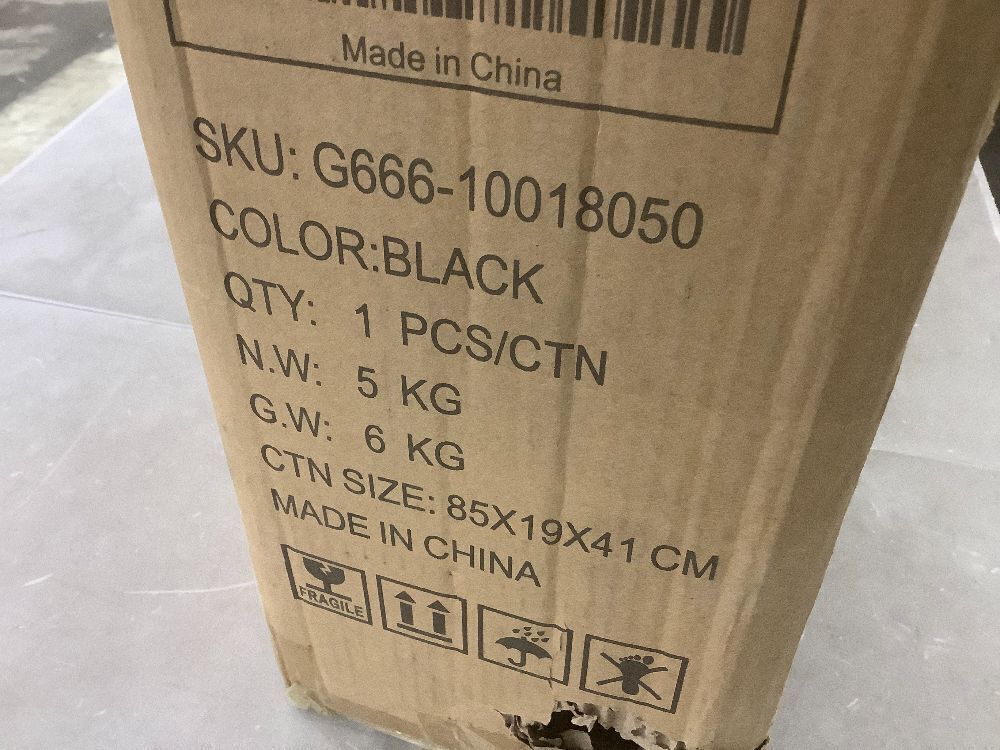 Made in China
SKU: G666-10018050
COLOR:BLACK
QTY: 1 PCS/CTN
N.W: 5 KG
G.W: 6 KG
CTN SIZE: 85X19X41 CM
MADE IN CHINA
FRAGILE